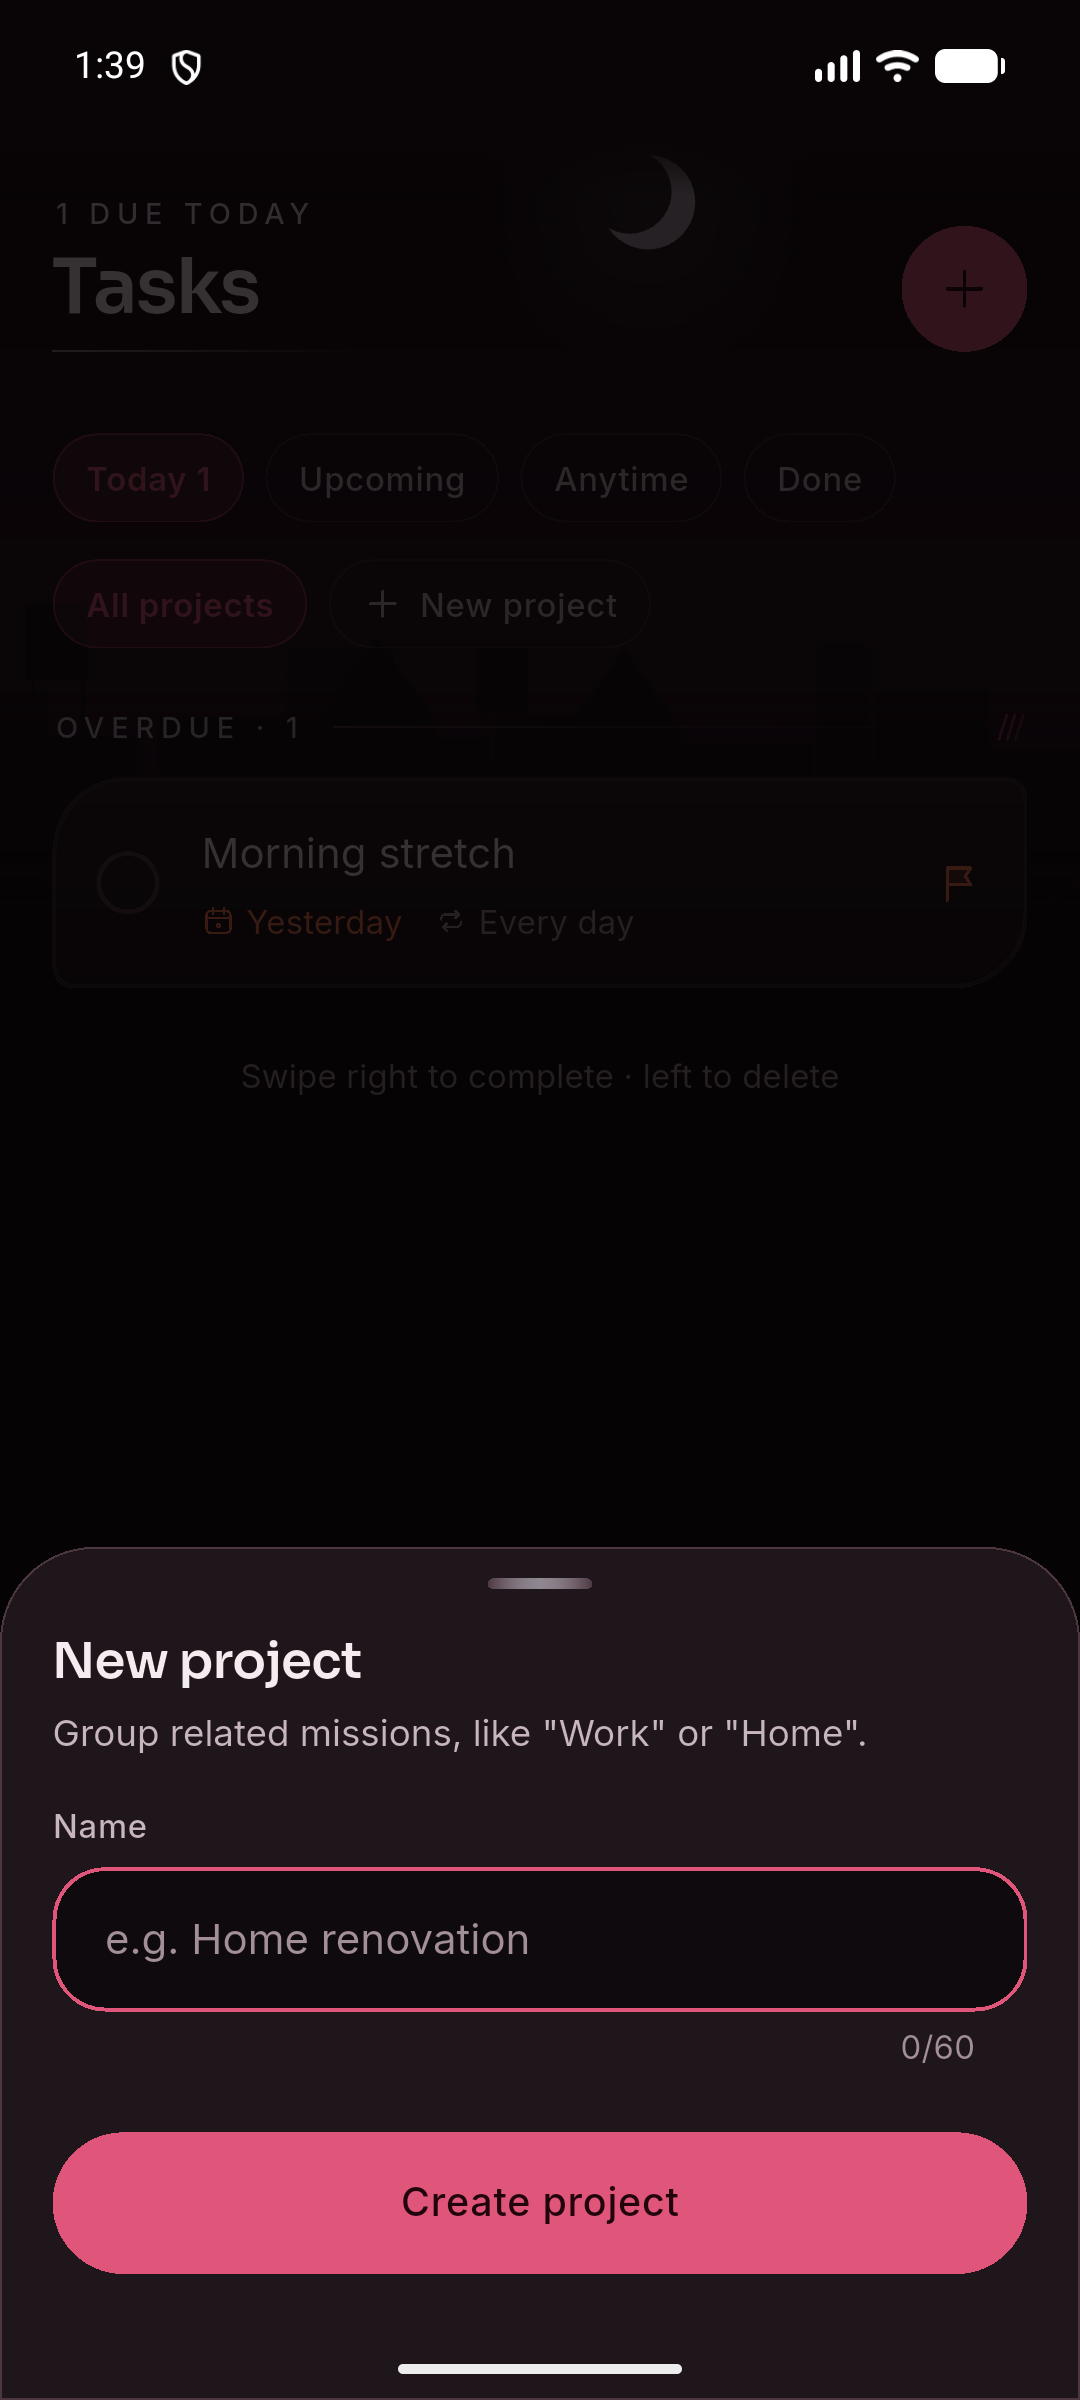 1:39
1 DUE TODAY
Tasks
Today 1 Upcoming Anytime Done
All projects New project
OVERDUE · 1
Morning stretch
Yesterday Every day
Swipe right to complete · left to delete
New project
Group related missions, like "Work" or "Home".
Name
e.g. Home renovation
0/60
Create project